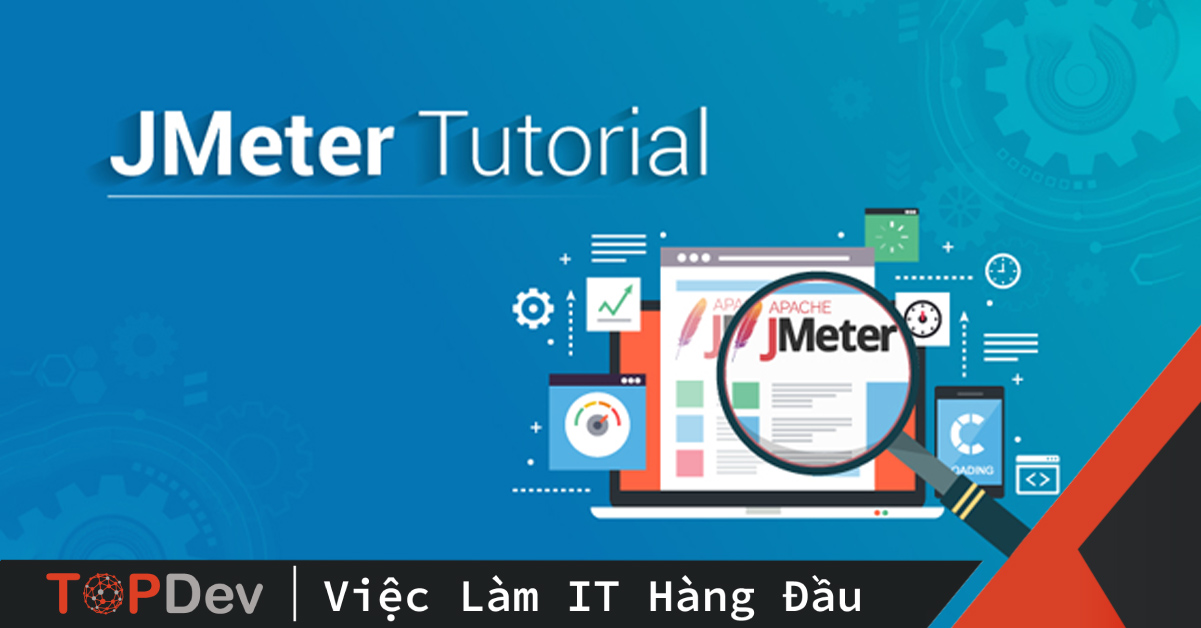 JMeter Tutorial
APACHE
JMeter
LOADING
TOPDev | Việc Làm IT Hàng Đầu